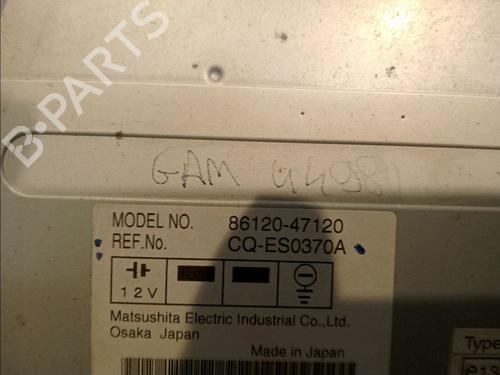 B-PARTS
GAM 4498
MODEL NO. 86120-47120
REF.No. CQ-ES0370A
12V
Matsushita Electric Industrial Co.,Ltd.
Osaka Japan
Made in Japan
Type